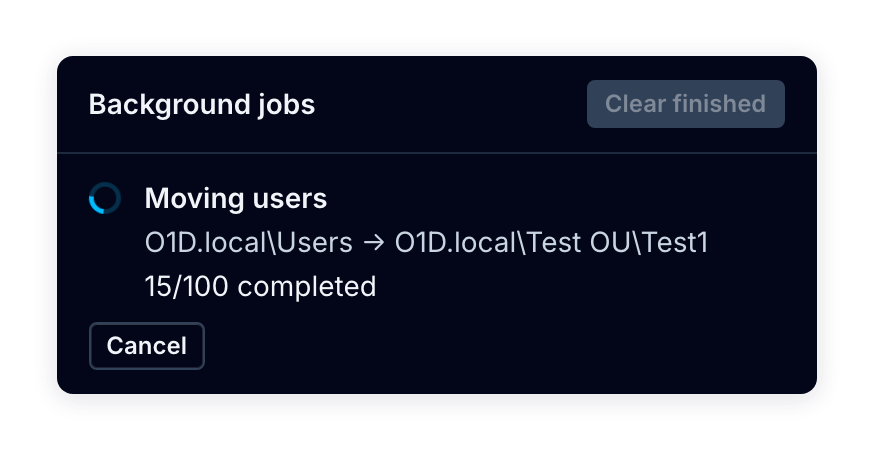 Background jobs
Clear finished
Moving users
O1D.local\Users → O1D.local\Test OU\Test1
15/100 completed
Cancel